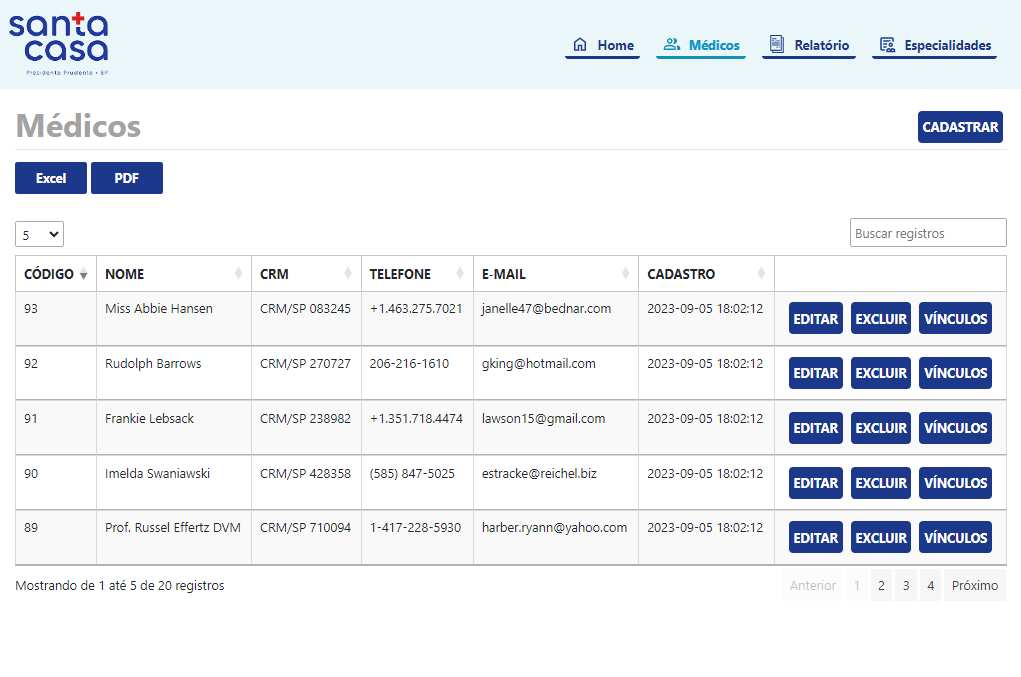 santa
casa
Presidente Prudente • SP
Home Médicos Relatório Especialidades
Médicos CADASTRAR
Excel PDF
5 Buscar registros
CÓDIGO NOME CRM TELEFONE E-MAIL CADASTRO
93 Miss Abbie Hansen CRM/SP 083245 +1.463.275.7021 janelle47@bednar.com 2023-09-05 18:02:12 EDITAR EXCLUIR VÍNCULOS
92 Rudolph Barrows CRM/SP 270727 206-216-1610 gking@hotmail.com 2023-09-05 18:02:12 EDITAR EXCLUIR VÍNCULOS
91 Frankie Lebsack CRM/SP 238982 +1.351.718.4474 lawson15@gmail.com 2023-09-05 18:02:12 EDITAR EXCLUIR VÍNCULOS
90 Imelda Swaniawski CRM/SP 428358 (585) 847-5025 estracke@reichel.biz 2023-09-05 18:02:12 EDITAR EXCLUIR VÍNCULOS
89 Prof. Russel Effertz DVM CRM/SP 710094 1-417-228-5930 harber.ryann@yahoo.com 2023-09-05 18:02:12 EDITAR EXCLUIR VÍNCULOS
Mostrando de 1 até 5 de 20 registros Anterior 1 2 3 4 Próximo